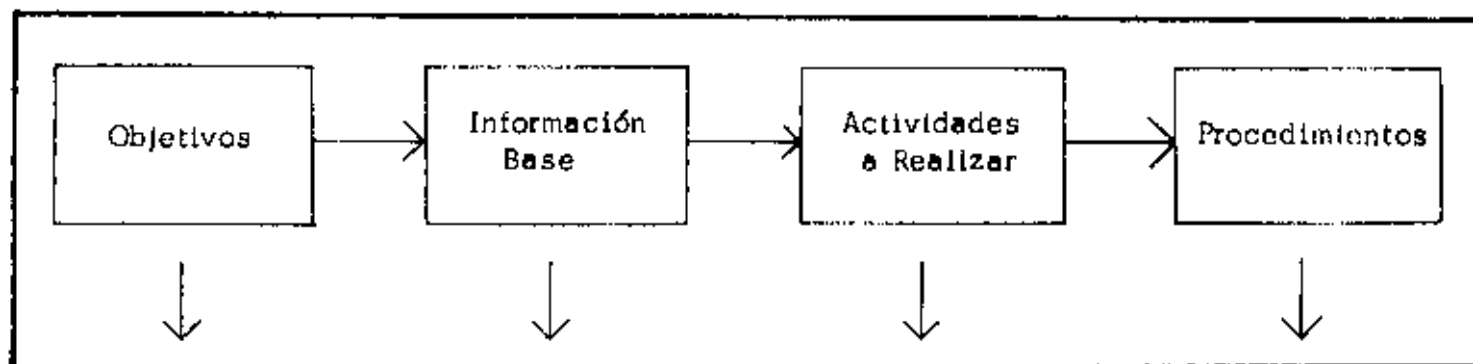 Objetivos
Información
Base
Actividades
a Realizar
Procedimientos